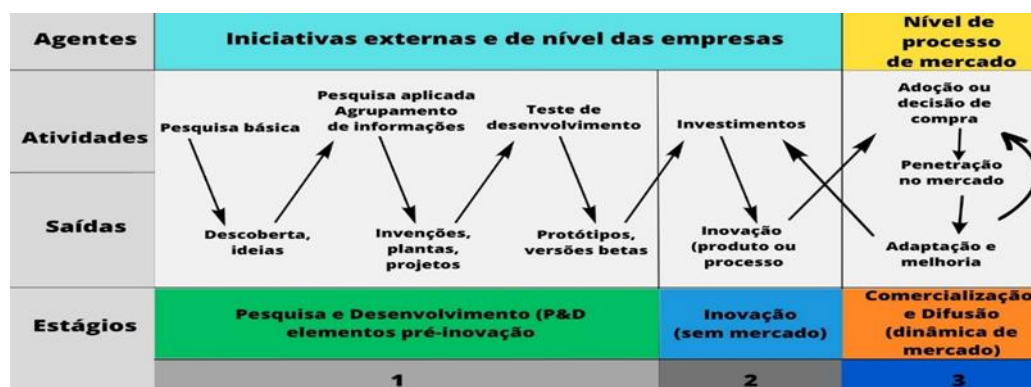 Agentes
Iniciativas externas e de nível das empresas
Nível de
processo
de mercado
Atividades
Pesquisa básica
Pesquisa aplicada
Agrupamento
de informações
Teste de
desenvolvimento
Investimentos
Adoção ou
decisão de
compra
Penetração
no mercado
Saídas
Descoberta,
ideias
Invenções,
plantas,
projetos
Protótipos,
versões betas
Inovação
(produto ou
processo
Adaptação e
melhoria
Estágios
Pesquisa e Desenvolvimento (P&D
elementos pré-inovação
Inovação
(sem mercado)
Comercialização
e Difusão
(dinâmica de
mercado)
1
2
3